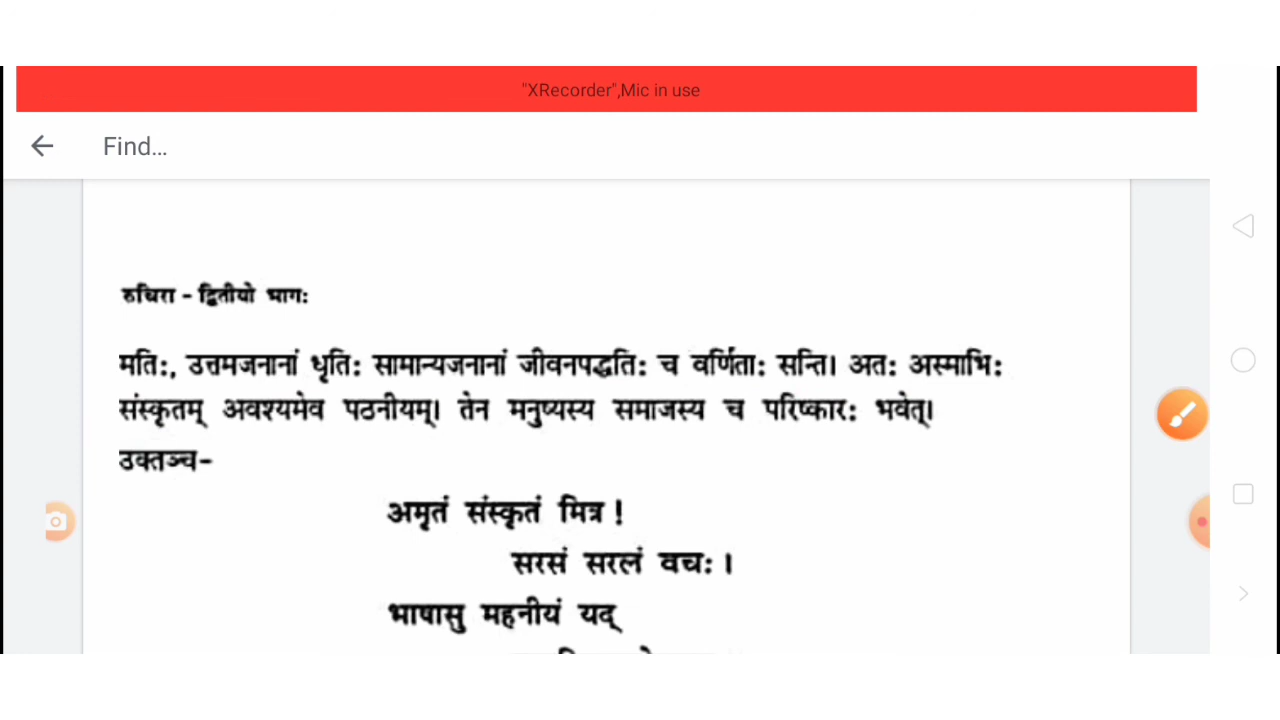 "XRecorder",Mic in use
Find...
रुचिरा - द्वितीयो भागः
मतिः, उत्तमजनानां धृतिः सामान्यजनानां जीवनपद्धतिः च वर्णिताः सन्ति। अतः अस्माभिः
संस्कृतम् अवश्यमेव पठनीयम्। तेन मनुष्यस्य समाजस्य च परिष्कारः भवेत्।
उक्तञ्च-
अमृतं संस्कृतं मित्र !
सरसं सरलं वचः ।
भाषासु महनीयं यद्